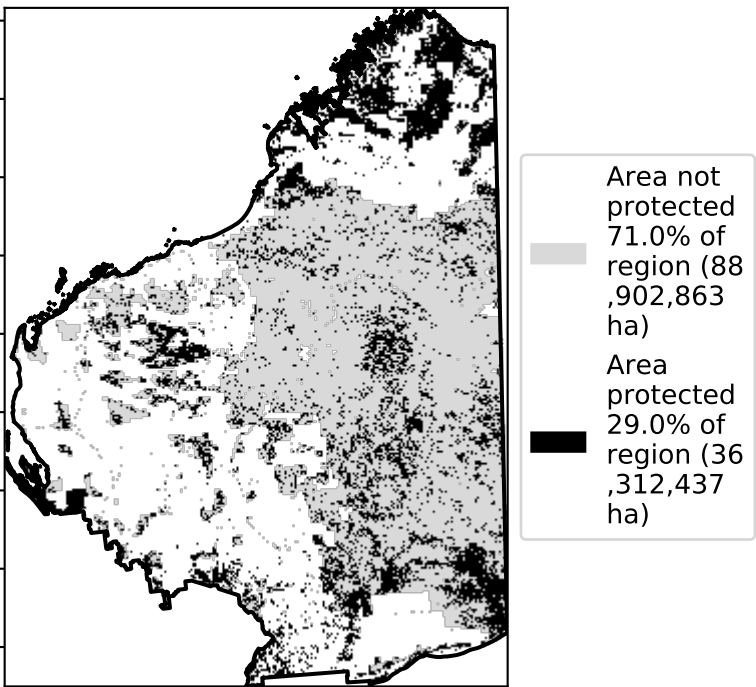 Area not
protected
71.0% of
region (88
,902,863
ha)
Area
protected
29.0% of
region (36
,312,437
ha)